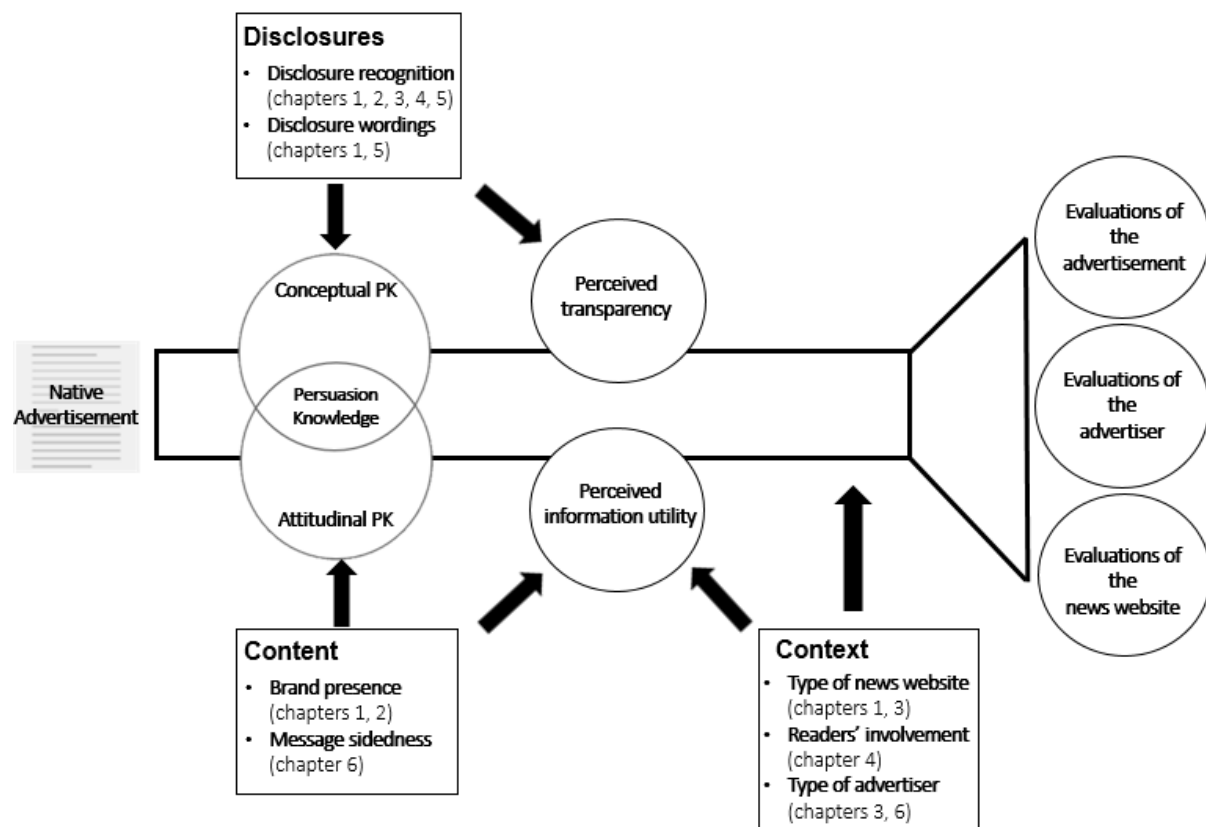 Disclosures
• Disclosure recognition
(chapters 1, 2, 3, 4, 5)
• Disclosure wordings
(chapters 1, 5)
Native
Advertisement
Conceptual PK
Persuasion
Knowledge
Attitudinal PK
Perceived
transparency
Perceived
information utility
Evaluations of
the
advertisement
Evaluations of
the
advertiser
Evaluations of
the
news website
Content
• Brand presence
(chapters 1, 2)
• Message sidedness
(chapter 6)
Context
• Type of news website
(chapters 1, 3)
• Readers’ involvement
(chapter 4)
• Type of advertiser
(chapters 3, 6)